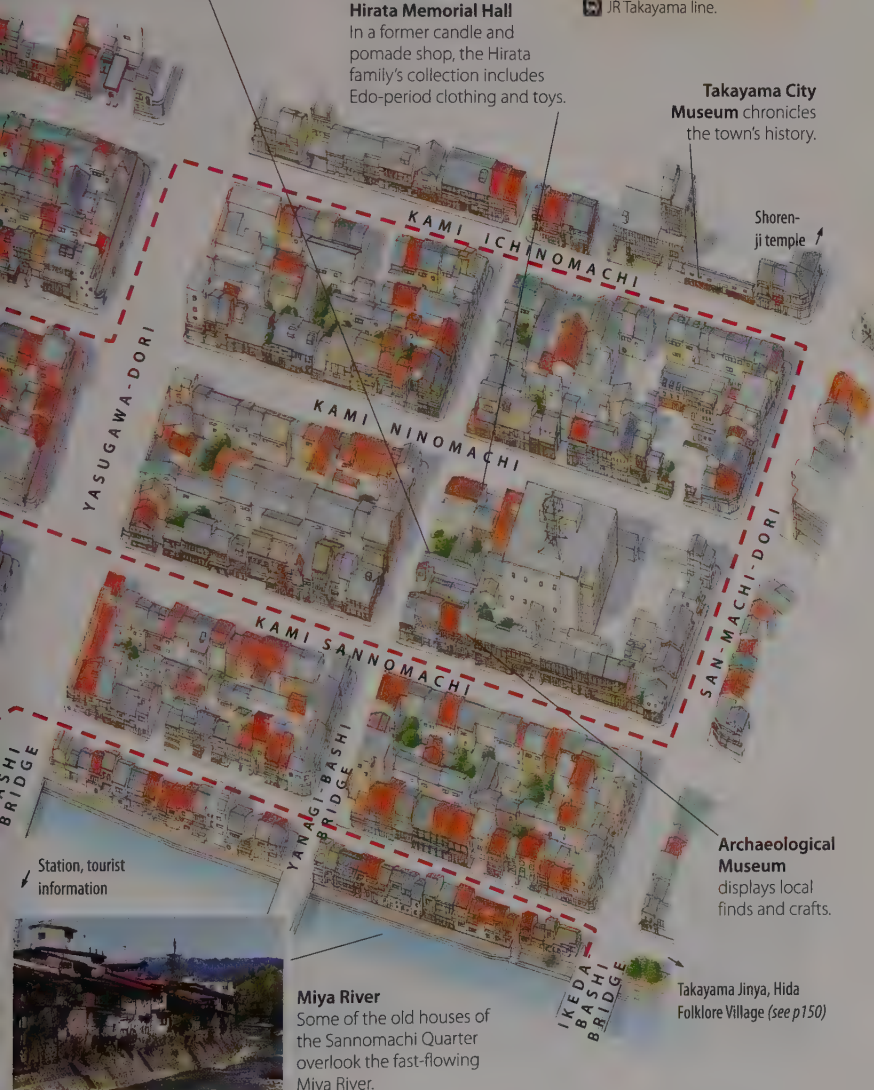 JR Takayama line.
Hirata Memorial Hall
In a former candle and
pomade shop, the Hirata
family's collection includes
Edo-period clothing and toys.
Takayama City
Museum chronicles
the town's history.
Shoren-
ji temple
KAMI ICHINOMACHI
YASUGAWA-DORI
KAMI NINOMACHI
SAN-MACHI-DORI
KAMI SANNOMACHI
BRIDGE
YANAGI BASHI
BRIDGE
Station, tourist
information
Archaeological
Museum
displays local
finds and crafts.
IKEDA
BASHI
BRIDGE
Takayama Jinya, Hida
Folklore Village (see p150)
Miya River
Some of the old houses of
the Sannomachi Quarter
overlook the fast-flowing
Miya River.